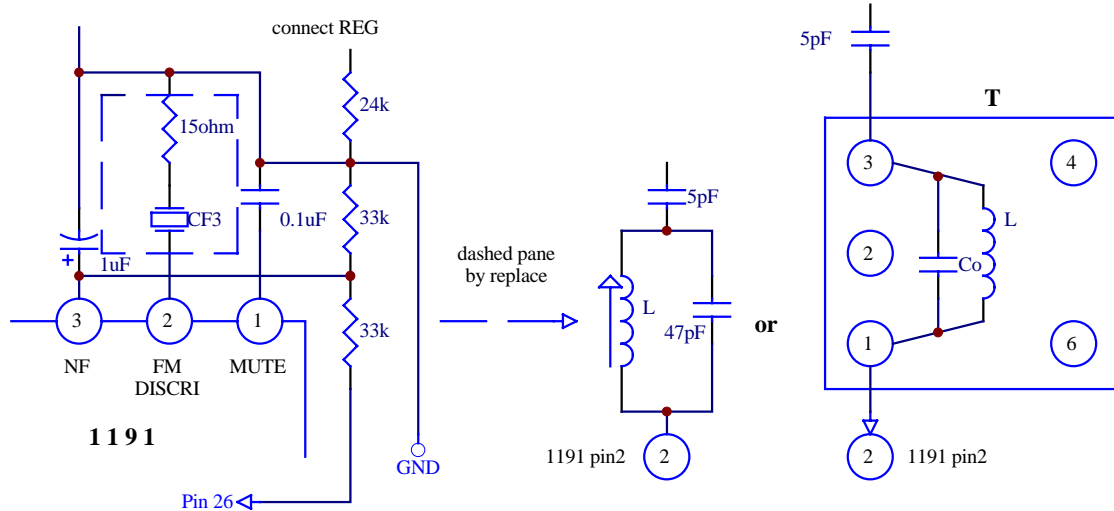 connect REG
24k
15ohm
CF3
0.1uF
33k
1uF
+
3
2
1
33k
NF
FM
DISCRI
MUTE
1191
GND
Pin 26
dashed pane
by replace
5pF
L
47pF
1191 pin2
2
or
5pF
T
3
4
2
L
Co
1
6
2
1191 pin2